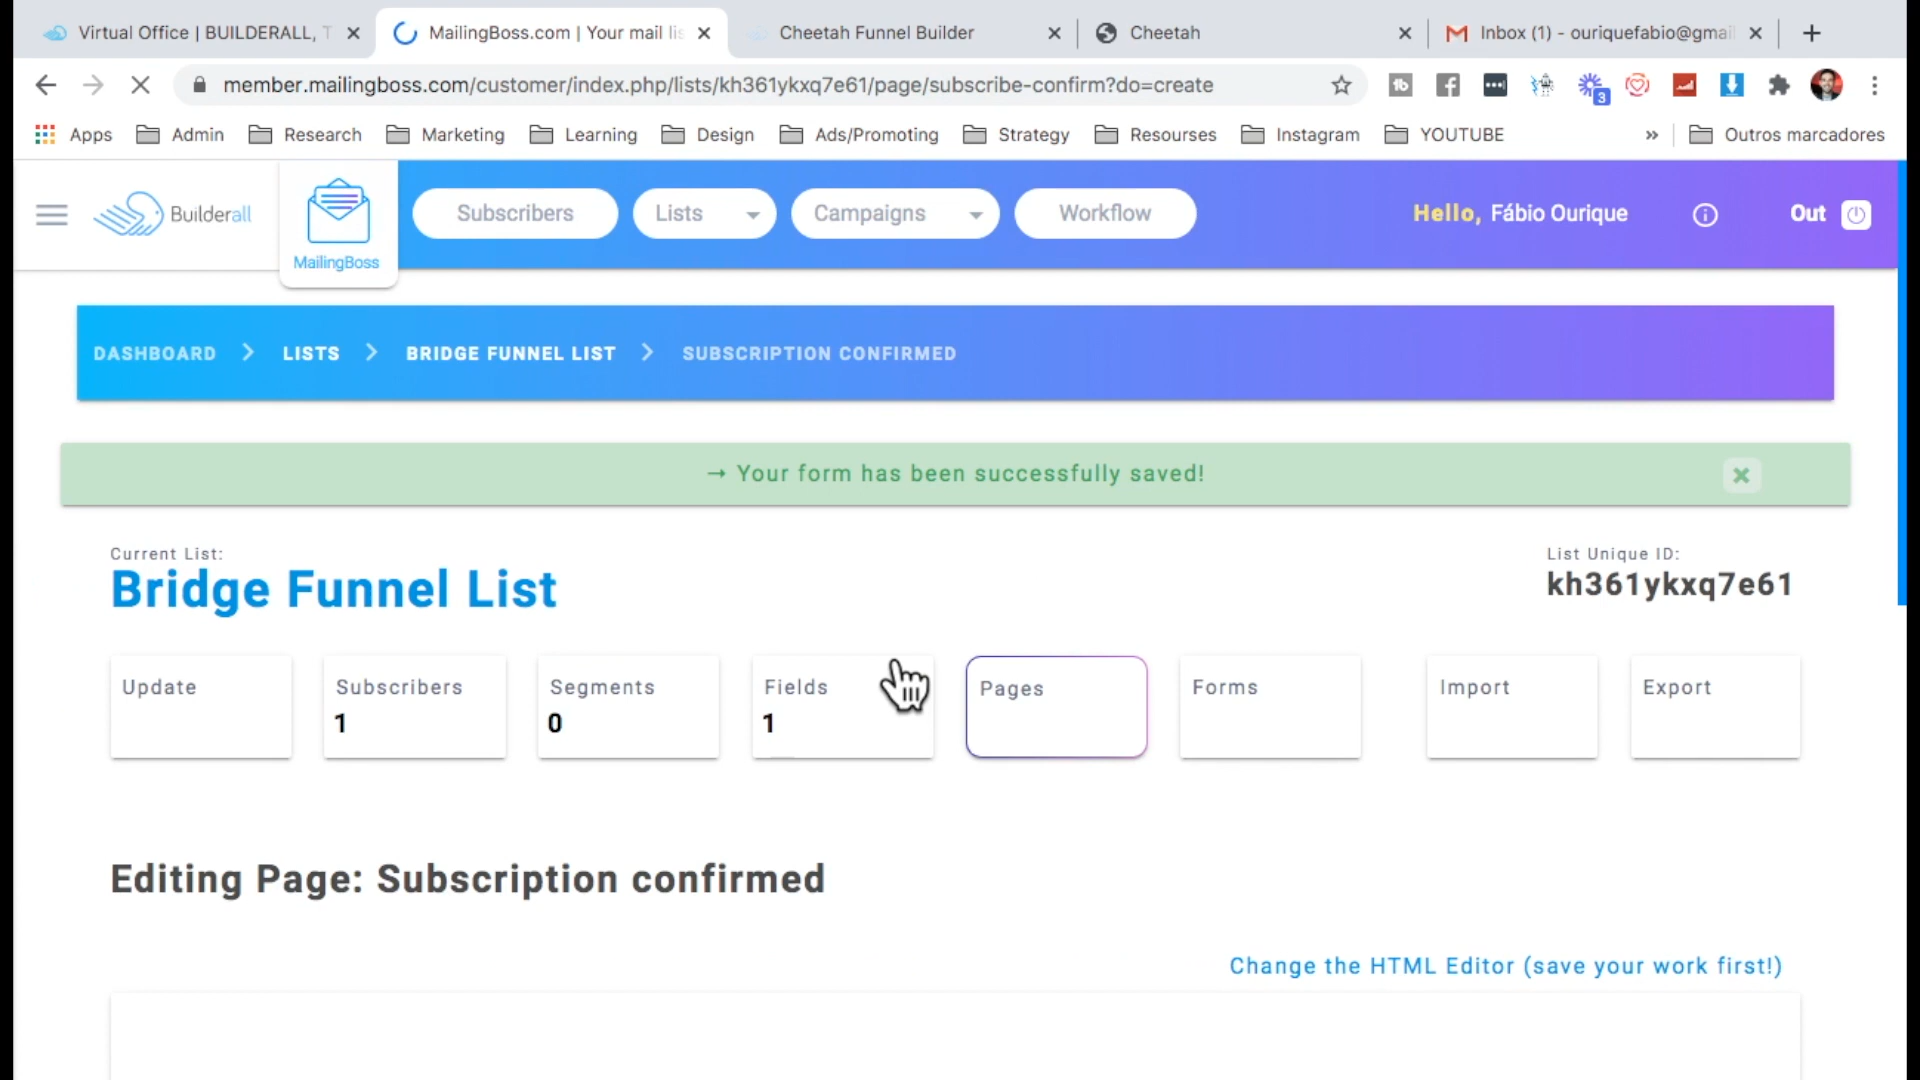 Virtual Office | BUILDERALL, T
MailingBoss.com | Your mail lis
Cheetah Funnel Builder
Cheetah
Inbox (1) - ouriquefabio@gmai
member.mailingboss.com/customer/index.php/lists/kh361ykxq7e61/page/subscribe-confirm?do=create
3
Apps
Admin
Research
Marketing
Learning
Design
Ads/Promoting
Strategy
Resourses
Instagram
YOUTUBE
»
Outros marcadores
Builderall
MailingBoss
Subscribers
Lists
Campaigns
Workflow
Hello, Fábio Ourique
Out
DASHBOARD > LISTS > BRIDGE FUNNEL LIST > SUBSCRIPTION CONFIRMED
→ Your form has been successfully saved!
Current List:
Bridge Funnel List
List Unique ID:
kh361ykxq7e61
Update
Subscribers
1
Segments
0
Fields
1
Pages
Forms
Import
Export
Editing Page: Subscription confirmed
Change the HTML Editor (save your work first!)